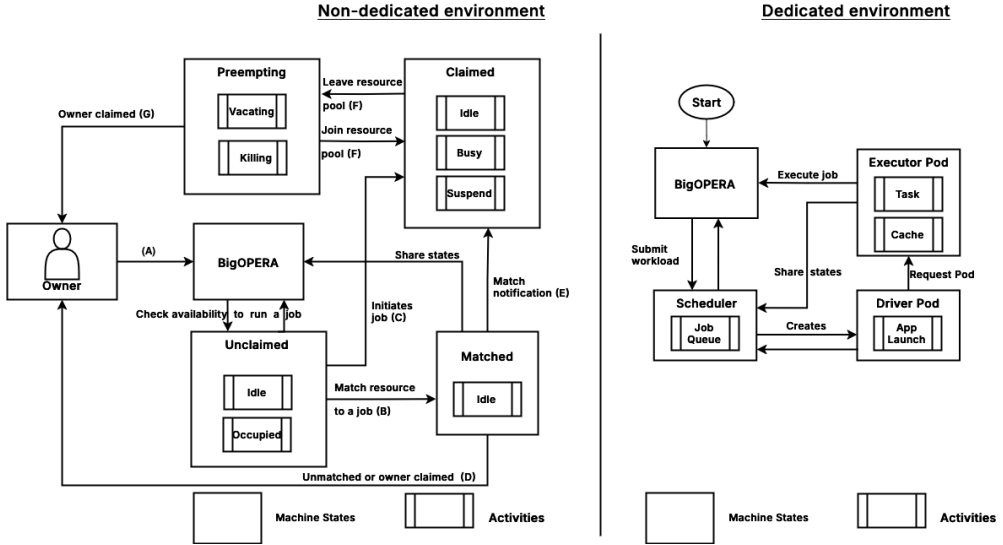 Non-dedicated environment
Dedicated environment
Preempting
Vacating
Killing
Leave resource
pool (F)
Join resource
pool (F)
Claimed
Idle
Busy
Suspend
Owner claimed (G)
Owner
(A)
BigOPERA
Share states
Match
notification (E)
Check availability to run a job
Initiates
job (C)
Unclaimed
Idle
Occupied
Match resource
to a job (B)
Matched
Idle
Unmatched or owner claimed (D)
Machine States
Activities
Start
BigOPERA
Execute job
Executor Pod
Task
Cache
Submit
workload
Share states
Request Pod
Scheduler
Job
Queue
Creates
Driver Pod
App
Launch
Machine States
Activities